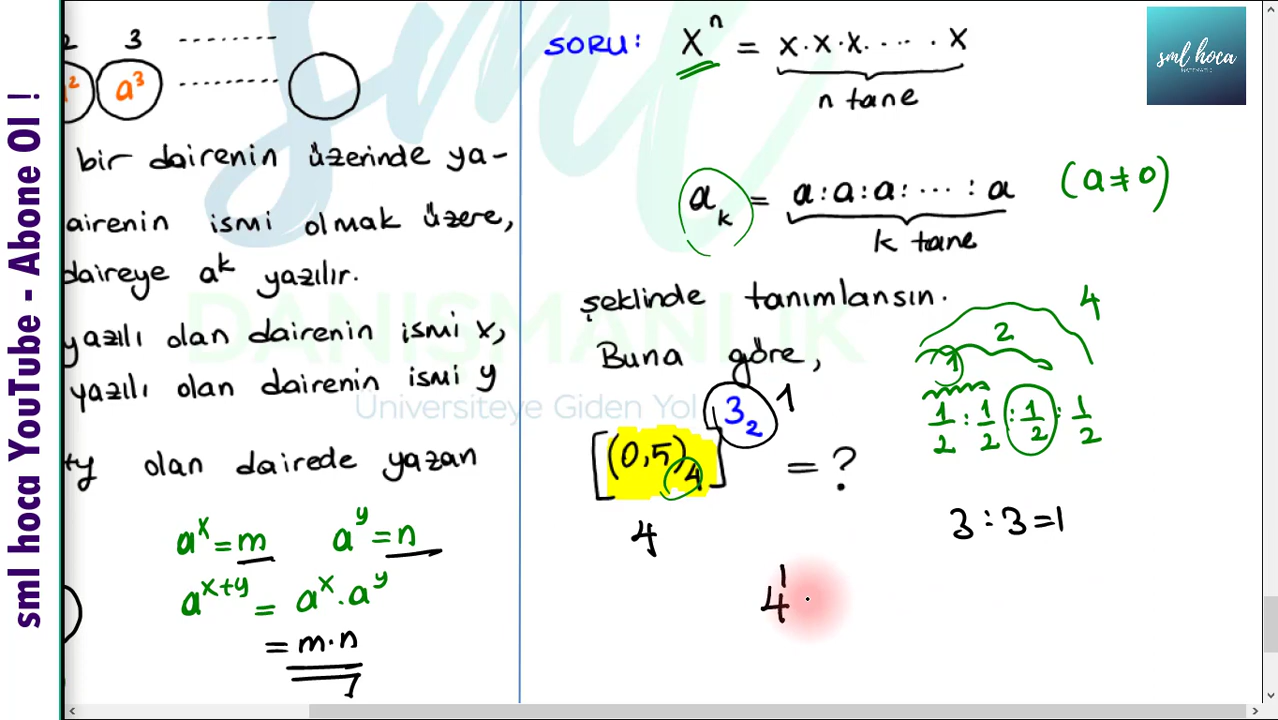 sml hoca YouTube - Abone Ol !
3 ..........
a³ ..........
bir dairenin üzerinde ya-
airenin ismi olmak üzere,
daireye aᵏ yazılır.
yazılı olan dairenin ismi x,
yazılı olan dairenin ismi y
+y olan dairede yazan
aˣ = m aʸ = n
aˣ⁺ʸ = aˣ . aʸ
= m . n
SORU: xⁿ = x . x . x . .... . x
n tane
aₖ = a : a : a : ... : a (a ≠ 0)
k tane
şeklinde tanımlansın.
Buna göre,
[(0,5)₄]^(3₂) = ?
1
4
2
1
1/2 : 1/2 : 1/2 : 1/2
4
3 : 3 = 1
4¹
sml hoca
MATEMATİK
sml
DANIŞMANLIK
Üniversiteye Giden Yol